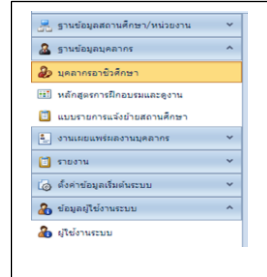 ฐานข้อมูลสถานศึกษา/หน่วยงาน
ฐานข้อมูลบุคลากร
บุคลากรอาชีวศึกษา
หลักสูตรการฝึกอบรมและดูงาน
แบบรายการแจ้งย้ายสถานศึกษา
งานเผยแพร่ผลงานบุคลากร
รายงาน
ตั้งค่าข้อมูลเริ่มต้นระบบ
ข้อมูลผู้ใช้งานระบบ
ผู้ใช้งานระบบ